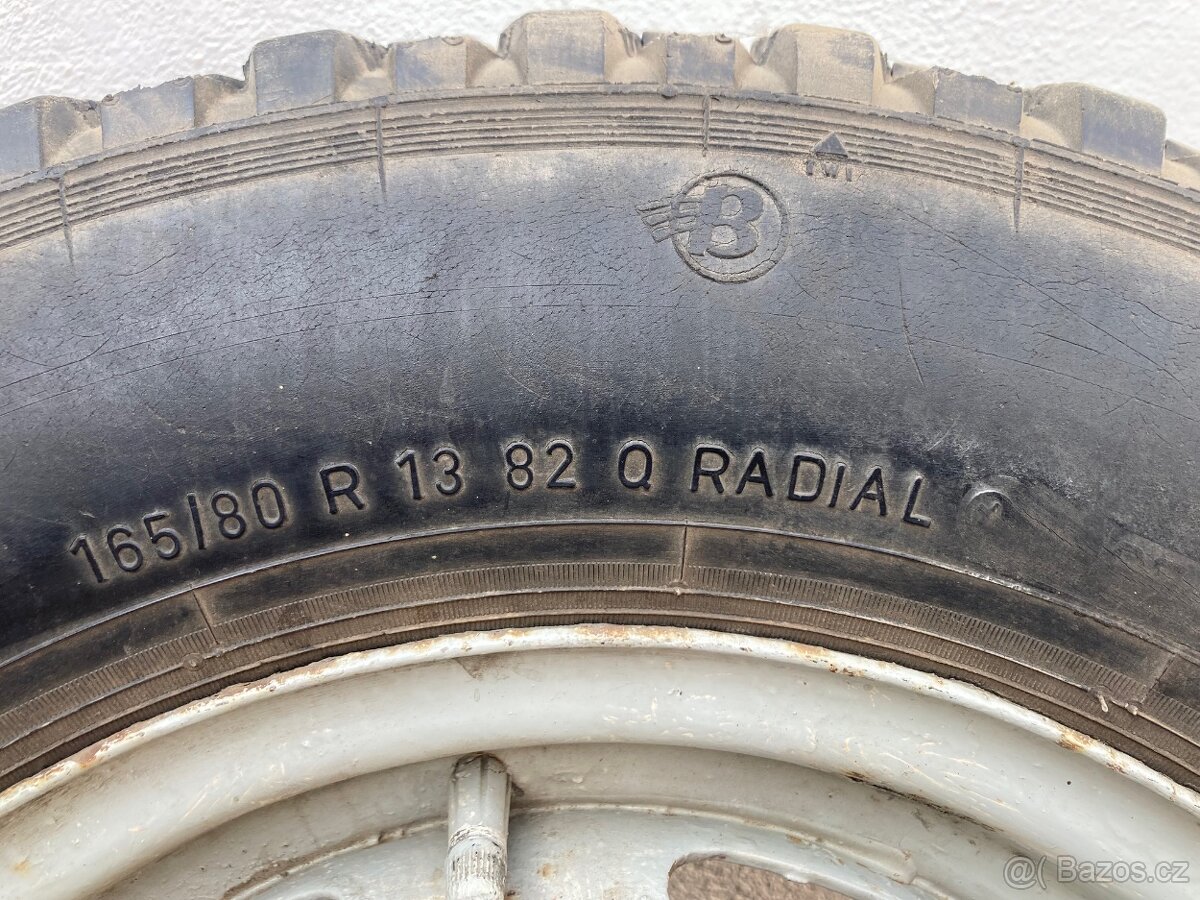 TWI
B
165/80 R 13 82 Q RADIAL
@ Bazos.cz